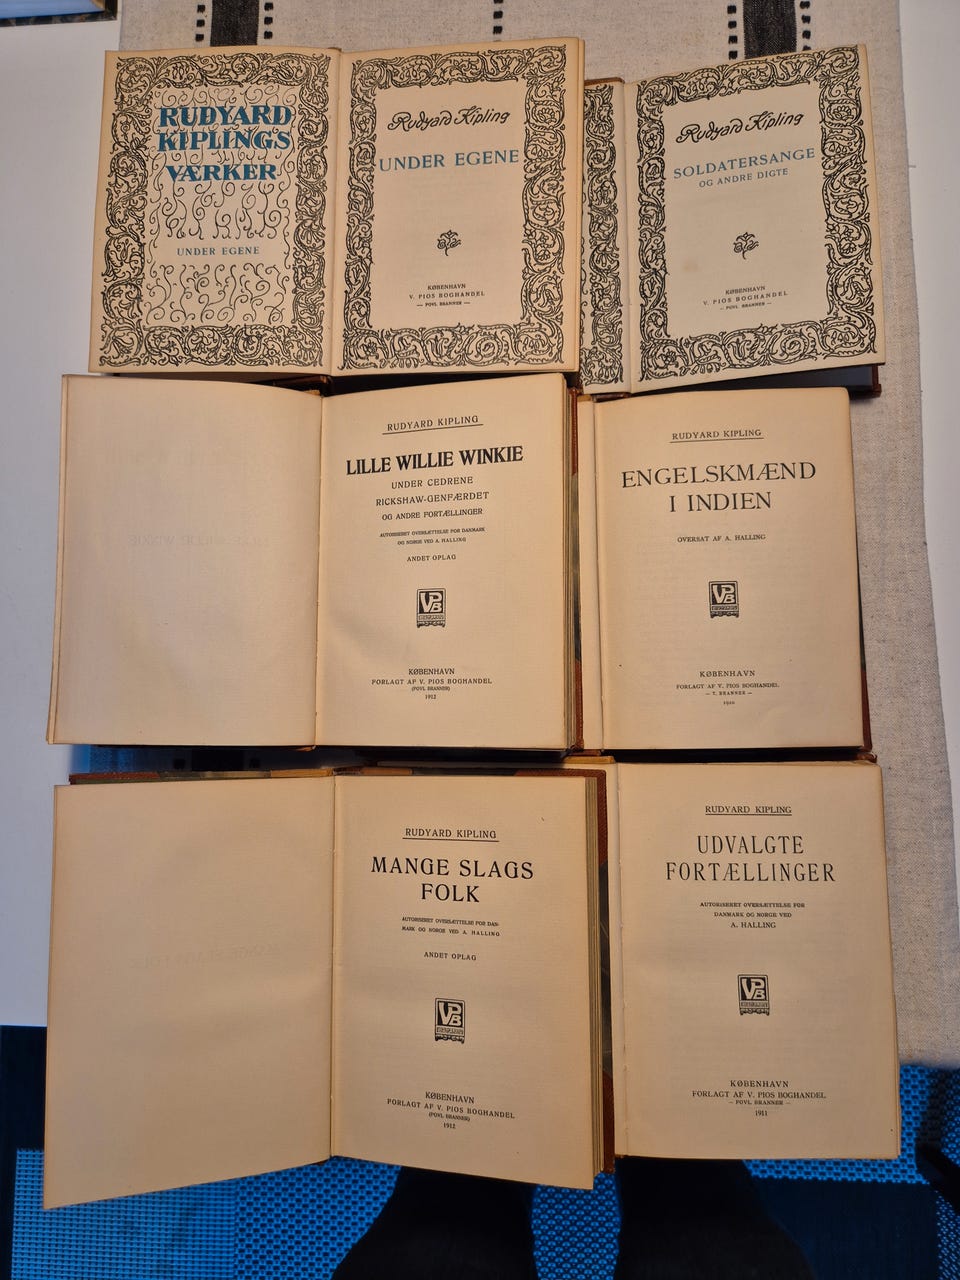 RUDYARD
KIPLINGS
VÆRKER
UNDER EGENE
Rudyard Kipling
UNDER EGENE
KØBENHAVN
V. PIOS BOGHANDEL
— POVL BRANNER —
Rudyard Kipling
SOLDATERSANGE
OG ANDRE DIGTE
KØBENHAVN
V. PIOS BOGHANDEL
— POVL BRANNER —
RUDYARD KIPLING
LILLE WILLIE WINKIE
UNDER CEDRENE
RICKSHAW-GENFÆRDET
OG ANDRE FORTÆLLINGER
AUTORISERET OVERSÆTTELSE FOR DANMARK
OG NORGE VED A. HALLING
ANDET OPLAG
VPB
KØBENHAVN
FORLAGT AF V. PIOS BOGHANDEL
(POVL BRANNER)
1912
RUDYARD KIPLING
ENGELSKMÆND
I INDIEN
OVERSAT AF A. HALLING
VPB
KØBENHAVN
FORLAGT AF V. PIOS BOGHANDEL
— T. BRANNER —
1910
RUDYARD KIPLING
MANGE SLAGS
FOLK
AUTORISERET OVERSÆTTELSE FOR DAN-
MARK OG NORGE VED A. HALLING
ANDET OPLAG
VPB
KØBENHAVN
FORLAGT AF V. PIOS BOGHANDEL
(POVL BRANNER)
1912
RUDYARD KIPLING
UDVALGTE
FORTÆLLINGER
AUTORISERET OVERSÆTTELSE FOR
DANMARK OG NORGE VED
A. HALLING
VPB
KØBENHAVN
FORLAGT AF V. PIOS BOGHANDEL
— POVL BRANNER —
1911